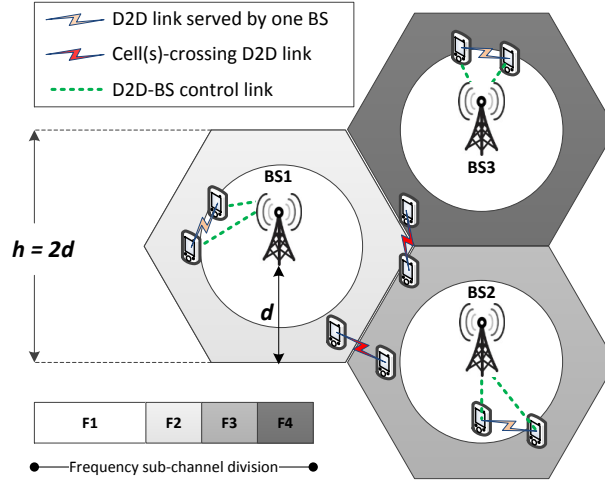 D2D link served by one BS
Cell(s)-crossing D2D link
D2D-BS control link
BS3
BS1
h = 2d
d
BS2
F1 F2 F3 F4
Frequency sub-channel division